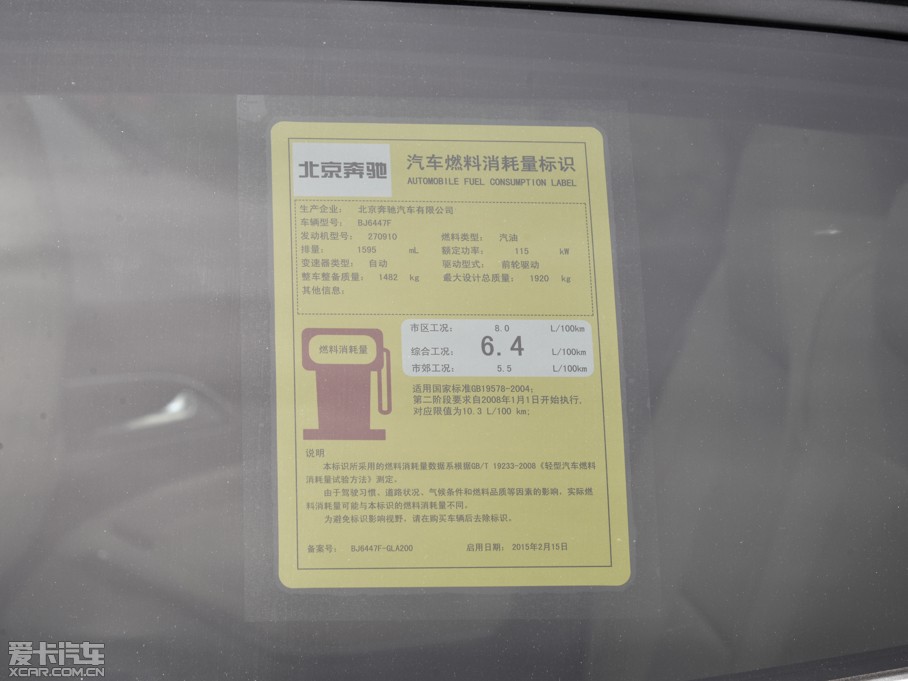 北京奔驰
汽车燃料消耗量标识
AUTOMOBILE FUEL CONSUMPTION LABEL
生产企业： 北京奔驰汽车有限公司
车辆型号： BJ6447F
发动机型号： 270910 燃料类型： 汽油
排量： 1595 mL 额定功率： 115 kW
变速器类型： 自动 驱动型式： 前轮驱动
整车整备质量： 1482 kg 最大设计总质量： 1920 kg
其他信息：
燃料消耗量
市区工况： 8.0 L/100km
综合工况： 6.4 L/100km
市郊工况： 5.5 L/100km
适用国家标准GB19578-2004；
第二阶段要求自2008年1月1日开始执行，
对应限值为10.3 L/100 km；
说明
本标识所采用的燃料消耗量数据系根据GB/T 19233-2008《轻型汽车燃料
消耗量试验方法》测定。
由于驾驶习惯、道路状况、气候条件和燃料品质等因素的影响，实际燃
料消耗量可能与本标识的燃料消耗量不同。
为避免标识影响视野，请在购买车辆后去除标识。
备案号： BJ6447F-GLA200 启用日期： 2015年2月15日
爱卡汽车
XCAR.COM.CN